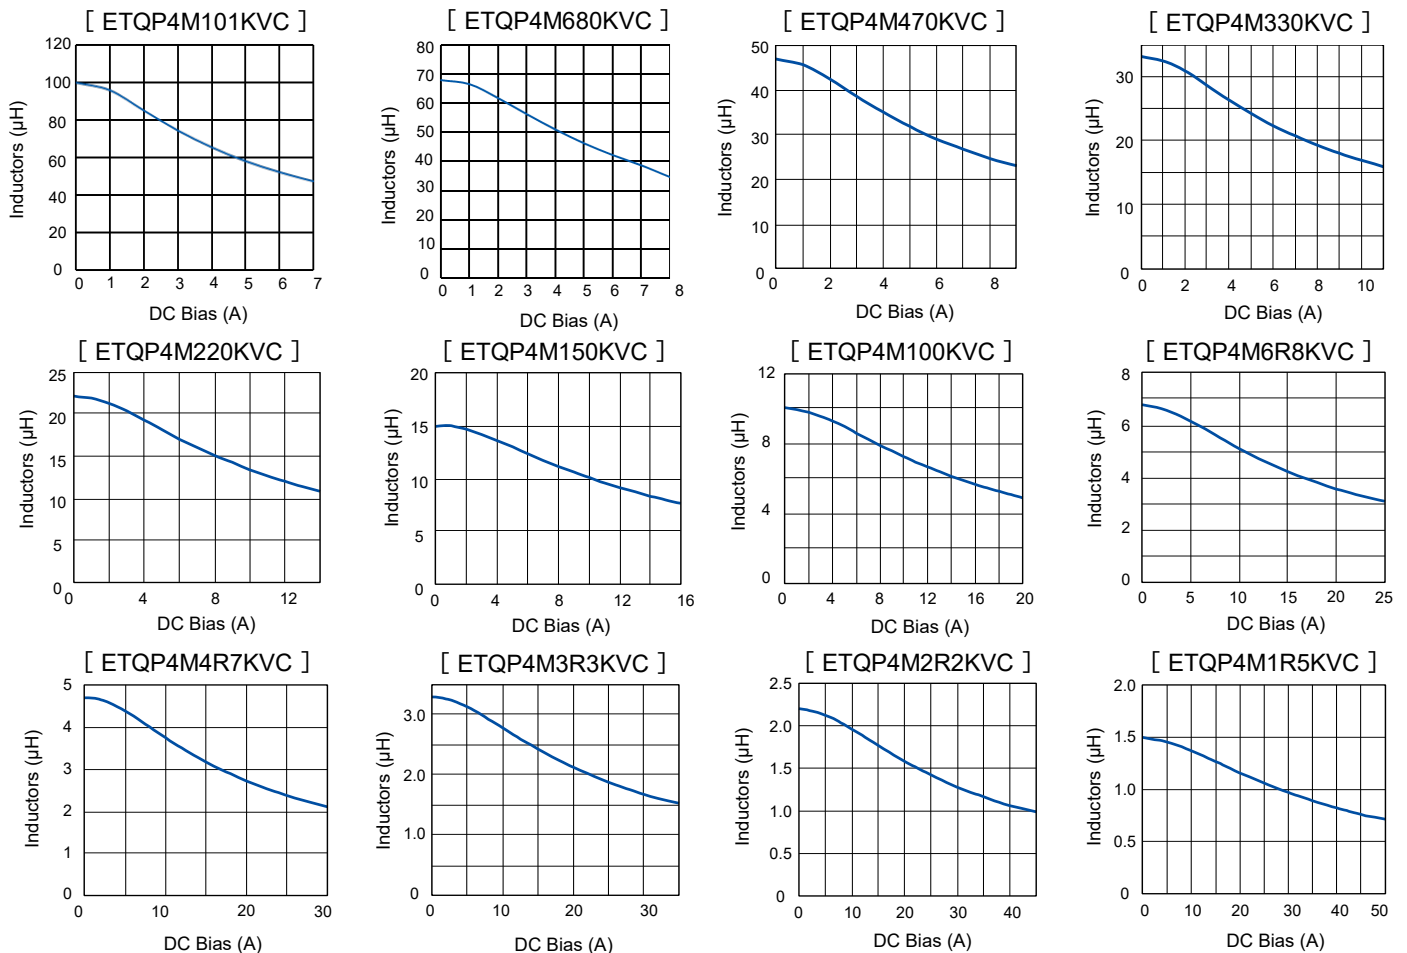 [ ETQP4M101KVC ]
120
100
80
60
40
20
0
0 1 2 3 4 5 6 7
Inductors (µH)
DC Bias (A)
[ ETQP4M680KVC ]
80
70
60
50
40
30
20
10
0
0 1 2 3 4 5 6 7 8
Inductors (µH)
DC Bias (A)
[ ETQP4M470KVC ]
50
40
30
20
10
0
0 2 4 6 8
Inductors (µH)
DC Bias (A)
[ ETQP4M330KVC ]
30
20
10
0
0 2 4 6 8 10
Inductors (µH)
DC Bias (A)
[ ETQP4M220KVC ]
25
20
15
10
5
0
0 4 8 12
Inductors (µH)
DC Bias (A)
[ ETQP4M150KVC ]
20
15
10
5
0
0 4 8 12 16
Inductors (µH)
DC Bias (A)
[ ETQP4M100KVC ]
12
8
4
0
0 4 8 12 16 20
Inductors (µH)
DC Bias (A)
[ ETQP4M6R8KVC ]
8
6
4
2
0
0 5 10 15 20 25
Inductors (µH)
DC Bias (A)
[ ETQP4M4R7KVC ]
5
4
3
2
1
0
0 10 20 30
Inductors (µH)
DC Bias (A)
[ ETQP4M3R3KVC ]
3.0
2.0
1.0
0
0 10 20 30
Inductors (µH)
DC Bias (A)
[ ETQP4M2R2KVC ]
2.5
2.0
1.5
1.0
0.5
0
0 10 20 30 40
Inductors (µH)
DC Bias (A)
[ ETQP4M1R5KVC ]
2.0
1.5
1.0
0.5
0
0 10 20 30 40 50
Inductors (µH)
DC Bias (A)